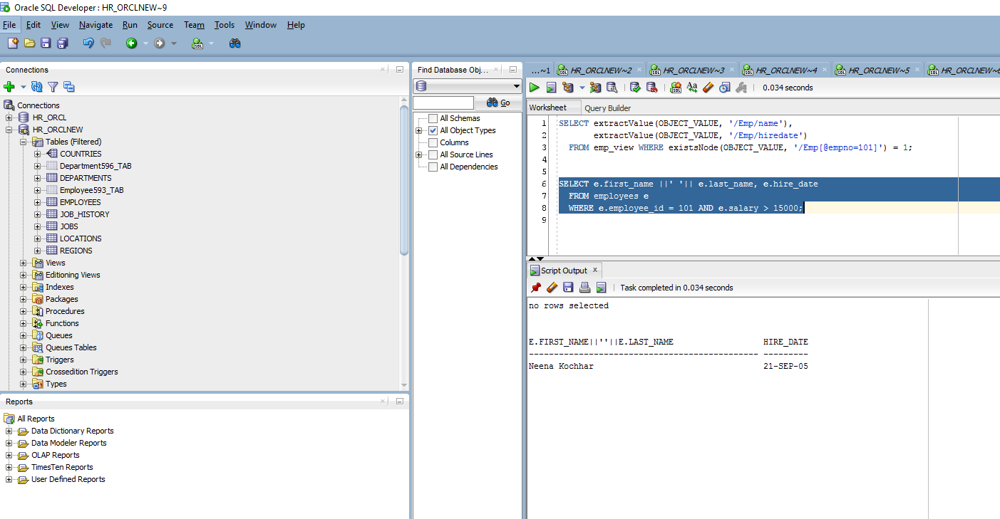 Oracle SQL Developer : HR_ORCLNEW~9
File Edit View Navigate Run Source Team Tools Window Help
Connections
Connections
HR_ORCL
HR_ORCLNEW
Tables (Filtered)
COUNTRIES
Department596_TAB
DEPARTMENTS
Employee593_TAB
EMPLOYEES
JOB_HISTORY
JOBS
LOCATIONS
REGIONS
Views
Editioning Views
Indexes
Packages
Procedures
Functions
Queues
Queues Tables
Triggers
Crossedition Triggers
Types
Reports
All Reports
Data Dictionary Reports
Data Modeler Reports
OLAP Reports
TimesTen Reports
User Defined Reports
Find Database Obj...
Go
All Schemas
All Object Types
Columns
All Source Lines
All Dependencies
...~1 HR_ORCLNEW~2 HR_ORCLNEW~3 HR_ORCLNEW~4 HR_ORCLNEW~5 HR_ORCLNEW~6
0.034 seconds
Worksheet Query Builder
1 SELECT extractValue(OBJECT_VALUE, '/Emp/name'),
2 extractValue(OBJECT_VALUE, '/Emp/hiredate')
3 FROM emp_view WHERE existsNode(OBJECT_VALUE, '/Emp[@empno=101]') = 1;
4
5
6 SELECT e.first_name ||' '|| e.last_name, e.hire_date
7 FROM employees e
8 WHERE e.employee_id = 101 AND e.salary > 15000;
9
Script Output
Task completed in 0.034 seconds
no rows selected
E.FIRST_NAME||''||E.LAST_NAME HIRE_DATE
---------------------------------------------- ---------
Neena Kochhar 21-SEP-05